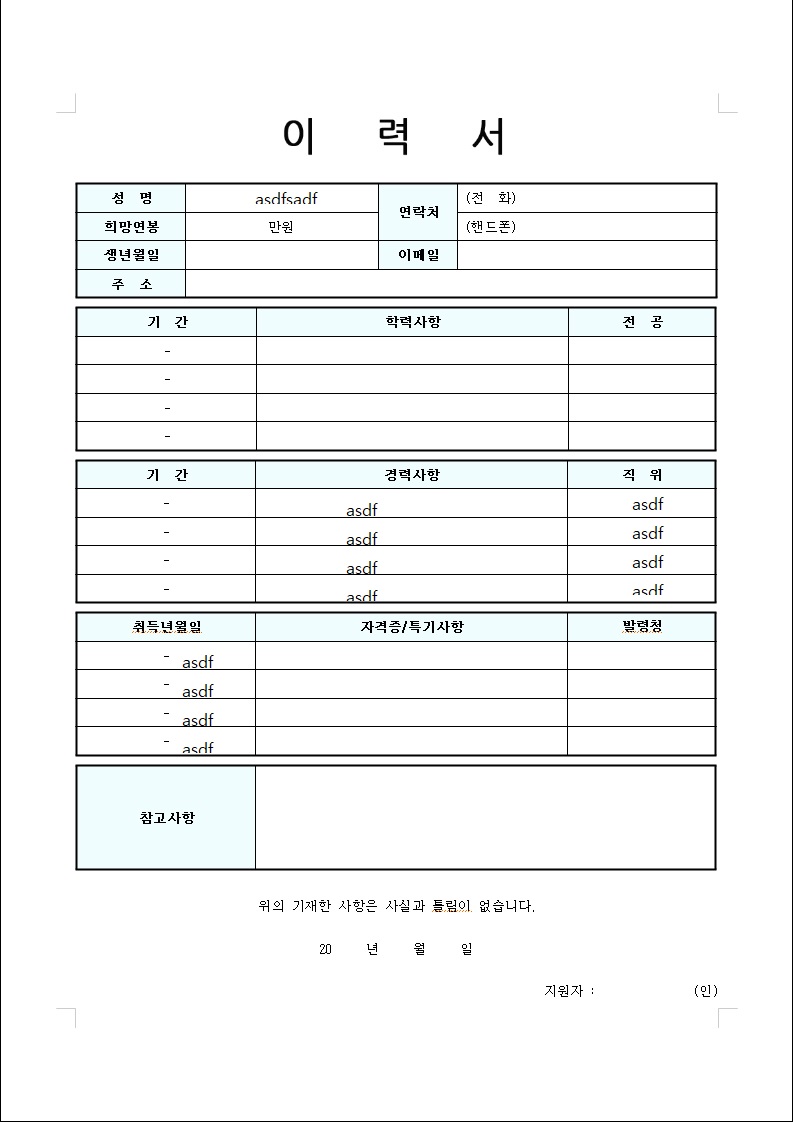 이 력 서
성 명 asdfsadf 연락처 (전 화)
희망연봉 만원 (핸드폰)
생년월일 이메일
주 소
기 간 학력사항 전 공
-
-
-
-
기 간 경력사항 직 위
- asdf asdf
- asdf asdf
- asdf asdf
- asdf asdf
취득년월일 자격증/특기사항 발령청
- asdf
- asdf
- asdf
- asdf
참고사항
위의 기재한 사항은 사실과 틀림이 없습니다.
20 년 월 일
지원자 : (인)